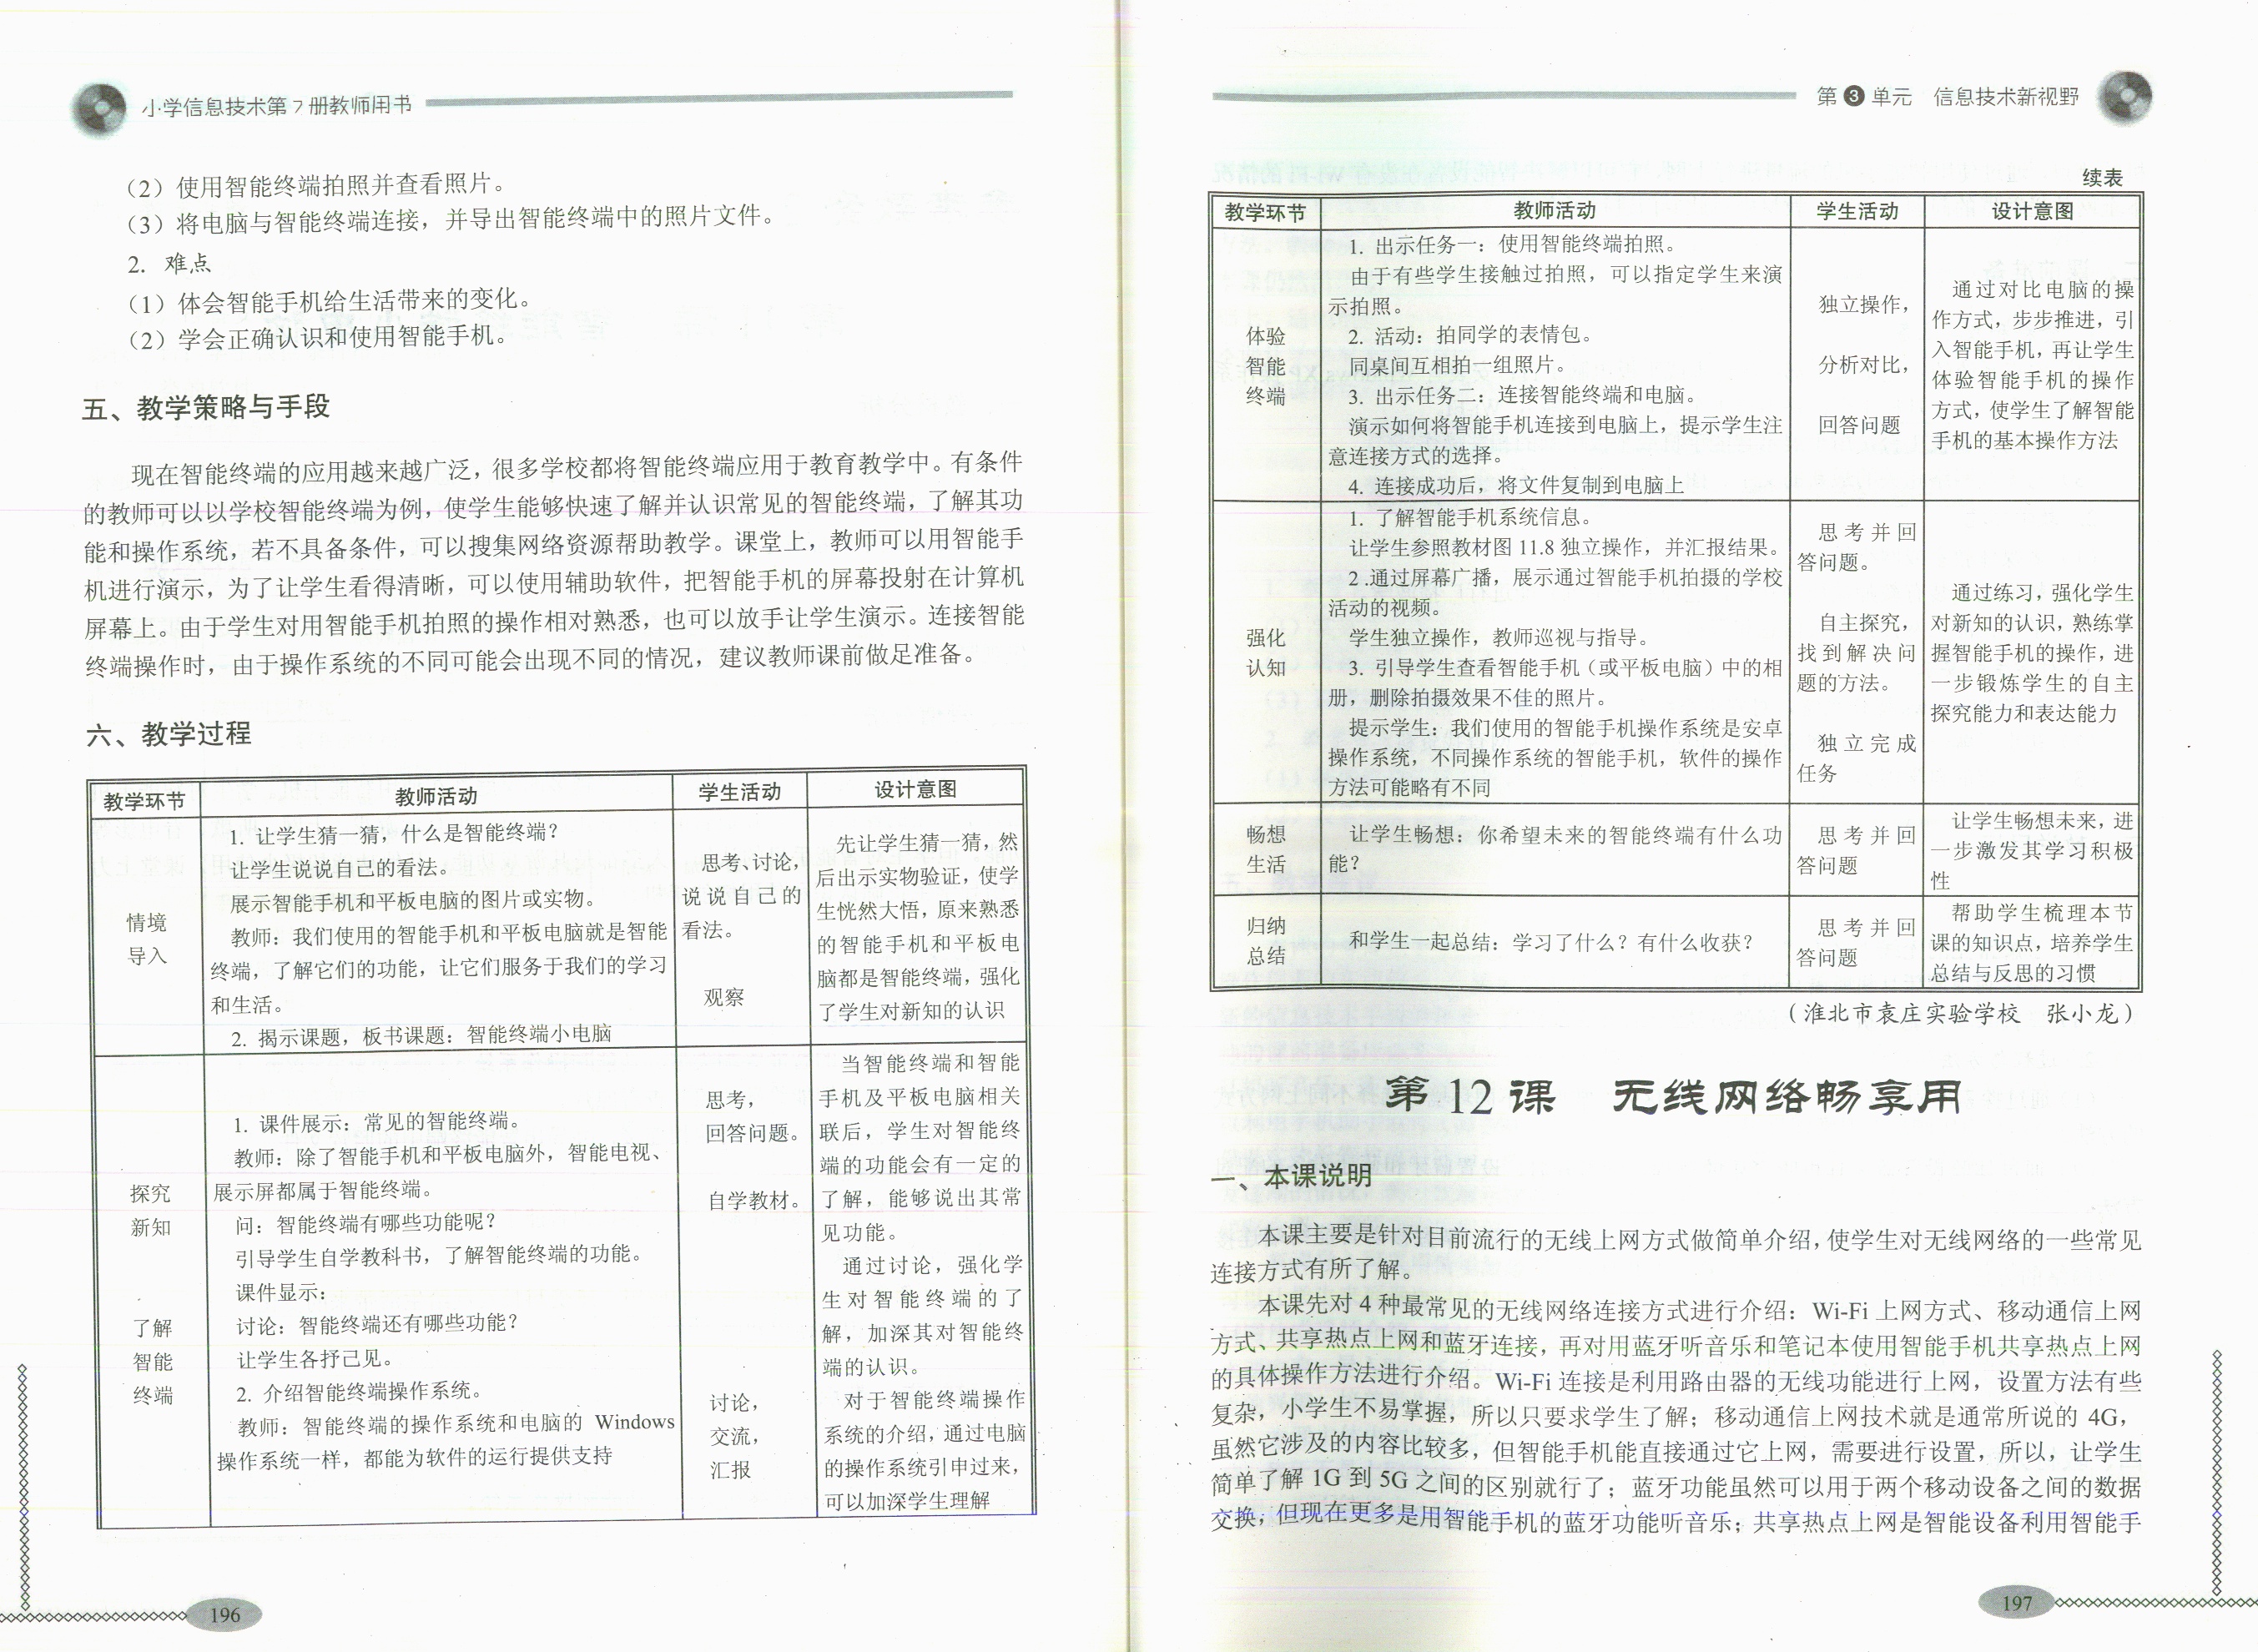 小学信息技术第7册教师用书
（2）使用智能终端拍照并查看照片。
（3）将电脑与智能终端连接，并导出智能终端中的照片文件。
2. 难点
（1）体会智能手机给生活带来的变化。
（2）学会正确认识和使用智能手机。
五、教学策略与手段
现在智能终端的应用越来越广泛，很多学校都将智能终端应用于教育教学中。有条件
的教师可以以学校智能终端为例，使学生能够快速了解并认识常见的智能终端，了解其功
能和操作系统，若不具备条件，可以搜集网络资源帮助教学。课堂上，教师可以用智能手
机进行演示，为了让学生看得清晰，可以使用辅助软件，把智能手机的屏幕投射在计算机
屏幕上。由于学生对用智能手机拍照的操作相对熟悉，也可以放手让学生演示。连接智能
终端操作时，由于操作系统的不同可能会出现不同的情况，建议教师课前做足准备。
六、教学过程
教学环节 教师活动 学生活动 设计意图
情境
导入
1. 让学生猜一猜，什么是智能终端？
让学生说说自己的看法。
展示智能手机和平板电脑的图片或实物。
教师：我们使用的智能手机和平板电脑就是智能
终端，了解它们的功能，让它们服务于我们的学习
和生活。
2. 揭示课题，板书课题：智能终端小电脑
思考、讨论，
说说自己的
看法。
观察
先让学生猜一猜，然
后出示实物验证，使学
生恍然大悟，原来熟悉
的智能手机和平板电
脑都是智能终端，强化
了学生对新知的认识
探究
新知
了解
智能
终端
1. 课件展示：常见的智能终端。
教师：除了智能手机和平板电脑外，智能电视、
展示屏都属于智能终端。
问：智能终端有哪些功能呢？
引导学生自学教科书，了解智能终端的功能。
课件显示：
讨论：智能终端还有哪些功能？
让学生各抒己见。
2. 介绍智能终端操作系统。
教师：智能终端的操作系统和电脑的 Windows
操作系统一样，都能为软件的运行提供支持
思考，
回答问题。
自学教材。
讨论，
交流，
汇报
当智能终端和智能
手机及平板电脑相关
联后，学生对智能终
端的功能会有一定的
了解，能够说出其常
见功能。
通过讨论，强化学
生对智能终端的了
解，加深其对智能终
端的认识。
对于智能终端操作
系统的介绍，通过电脑
的操作系统引申过来，
可以加深学生理解
196
第3单元 信息技术新视野
续表
教学环节 教师活动 学生活动 设计意图
体验
智能
终端
1. 出示任务一：使用智能终端拍照。
由于有些学生接触过拍照，可以指定学生来演
示拍照。
2. 活动：拍同学的表情包。
同桌间互相拍一组照片。
3. 出示任务二：连接智能终端和电脑。
演示如何将智能手机连接到电脑上，提示学生注
意连接方式的选择。
4. 连接成功后，将文件复制到电脑上
独立操作，
分析对比，
回答问题
通过对比电脑的操
作方式，步步推进，引
入智能手机，再让学生
体验智能手机的操作
方式，使学生了解智能
手机的基本操作方法
强化
认知
1. 了解智能手机系统信息。
让学生参照教材图 11.8 独立操作，并汇报结果。
2 .通过屏幕广播，展示通过智能手机拍摄的学校
活动的视频。
学生独立操作，教师巡视与指导。
3. 引导学生查看智能手机（或平板电脑）中的相
册，删除拍摄效果不佳的照片。
提示学生：我们使用的智能手机操作系统是安卓
操作系统，不同操作系统的智能手机，软件的操作
方法可能略有不同
思考并回
答问题。
自主探究，
找到解决问
题的方法。
独立完成
任务
通过练习，强化学生
对新知的认识，熟练掌
握智能手机的操作，进
一步锻炼学生的自主
探究能力和表达能力
畅想
生活
让学生畅想：你希望未来的智能终端有什么功
能？
思考并回
答问题
让学生畅想未来，进
一步激发其学习积极
性
归纳
总结
和学生一起总结：学习了什么？有什么收获？
思考并回
答问题
帮助学生梳理本节
课的知识点，培养学生
总结与反思的习惯
（淮北市袁庄实验学校 张小龙）
第 12 课 无线网络畅享用
一、本课说明
本课主要是针对目前流行的无线上网方式做简单介绍，使学生对无线网络的一些常见
连接方式有所了解。
本课先对 4 种最常见的无线网络连接方式进行介绍：Wi-Fi 上网方式、移动通信上网
方式、共享热点上网和蓝牙连接，再对用蓝牙听音乐和笔记本使用智能手机共享热点上网
的具体操作方法进行介绍。Wi-Fi 连接是利用路由器的无线功能进行上网，设置方法有些
复杂，小学生不易掌握，所以只要求学生了解；移动通信上网技术就是通常所说的 4G，
虽然它涉及的内容比较多，但智能手机能直接通过它上网，需要进行设置，所以，让学生
简单了解 1G 到 5G 之间的区别就行了；蓝牙功能虽然可以用于两个移动设备之间的数据
交换，但现在更多是用智能手机的蓝牙功能听音乐；共享热点上网是智能设备利用智能手
197